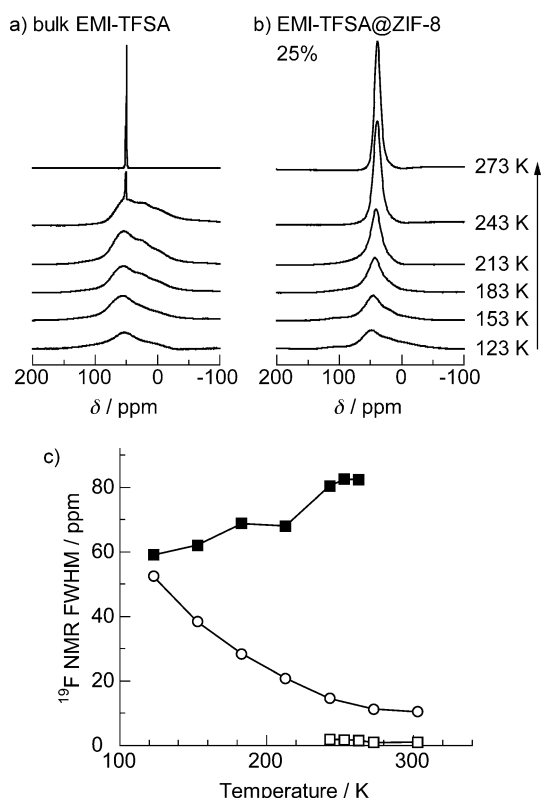 a) bulk EMI-TFSA
b) EMI-TFSA@ZIF-8
25%
273 K
243 K
213 K
183 K
153 K
123 K
200 100 0 -100
200 100 0 -100
δ / ppm
δ / ppm
c)
80
60
40
20
0
19F NMR FWHM / ppm
100 200 300
Temperature / K